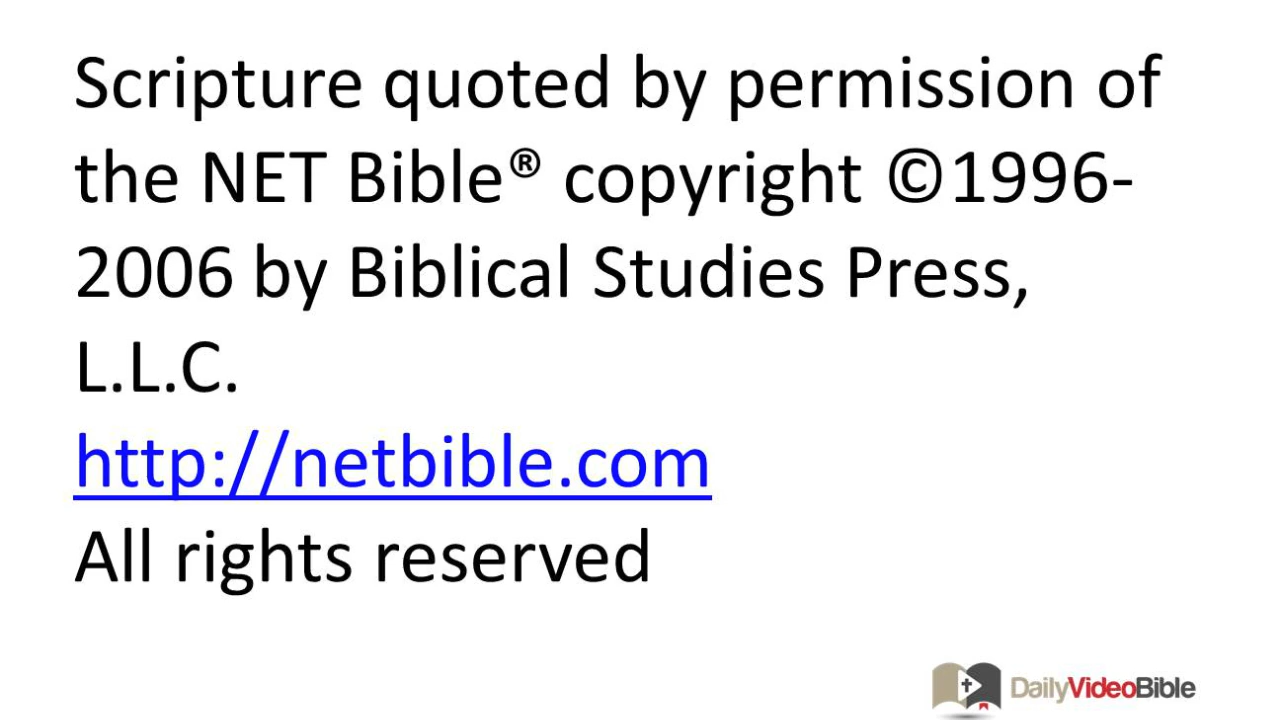 Scripture quoted by permission of
the NET Bible® copyright ©1996-
2006 by Biblical Studies Press,
L.L.C.
http://netbible.com
All rights reserved
DailyVideoBible